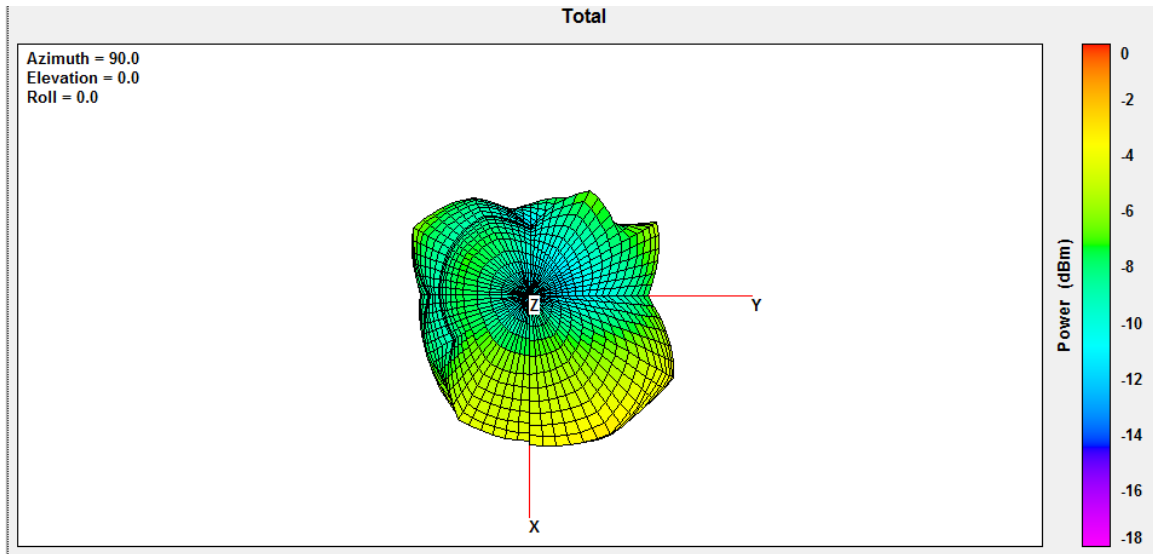 Total
Azimuth = 90.0
Elevation = 0.0
Roll = 0.0
Z
Y
X
0
-2
-4
-6
-8
-10
-12
-14
-16
-18
Power (dBm)